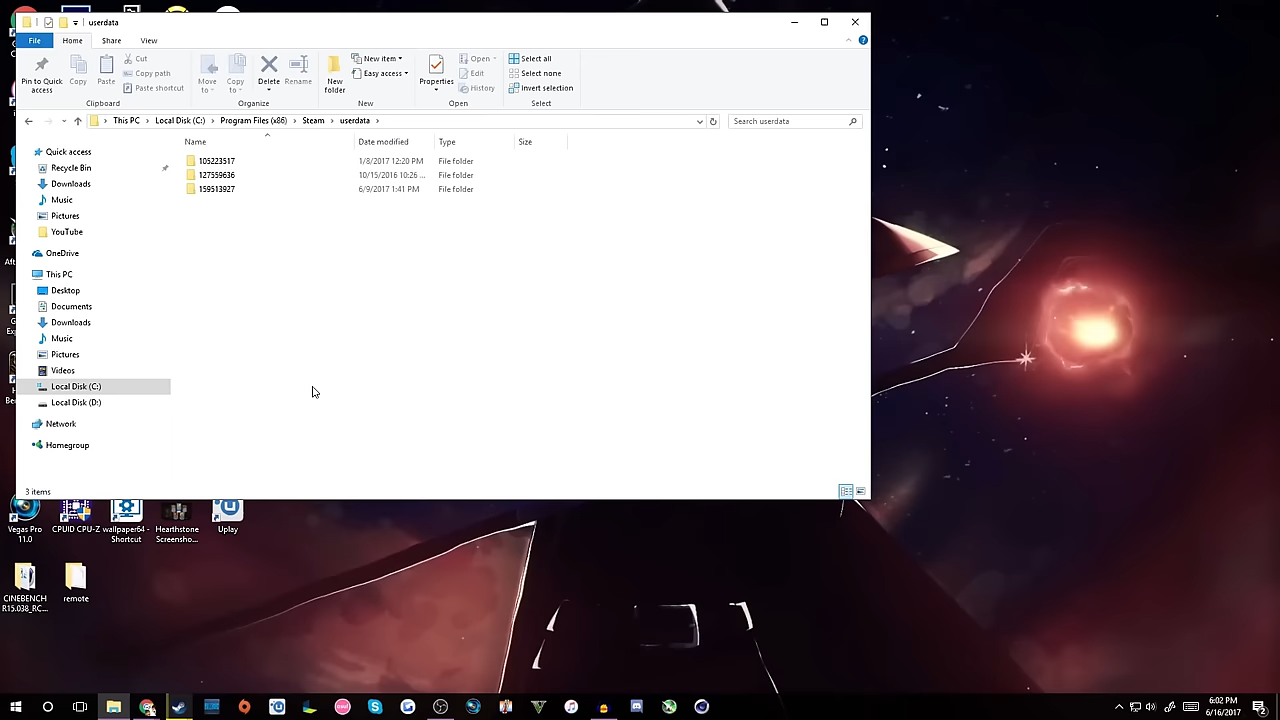 userdata
File Home Share View
Pin to Quick access
Copy
Paste
Cut
Copy path
Paste shortcut
Clipboard
Move to
Copy to
Delete
Rename
Organize
New folder
New item
Easy access
New
Properties
Open
Edit
History
Open
Select all
Select none
Invert selection
Select
This PC > Local Disk (C:) > Program Files (x86) > Steam > userdata >
Search userdata
Name Date modified Type Size
105223517 1/8/2017 12:20 PM File folder
127559636 10/15/2016 10:26 ... File folder
159513927 6/9/2017 1:41 PM File folder
Quick access
Recycle Bin
Downloads
Music
Pictures
YouTube
OneDrive
This PC
Desktop
Documents
Downloads
Music
Pictures
Videos
Local Disk (C:)
Local Disk (D:)
Network
Homegroup
3 items
Vegas Pro 11.0
CPUID CPU-Z
wallpaper64 - Shortcut
Hearthstone Screensho...
Uplay
CINEBENCH R15.038_RC...
remote
6:02 PM
6/16/2017